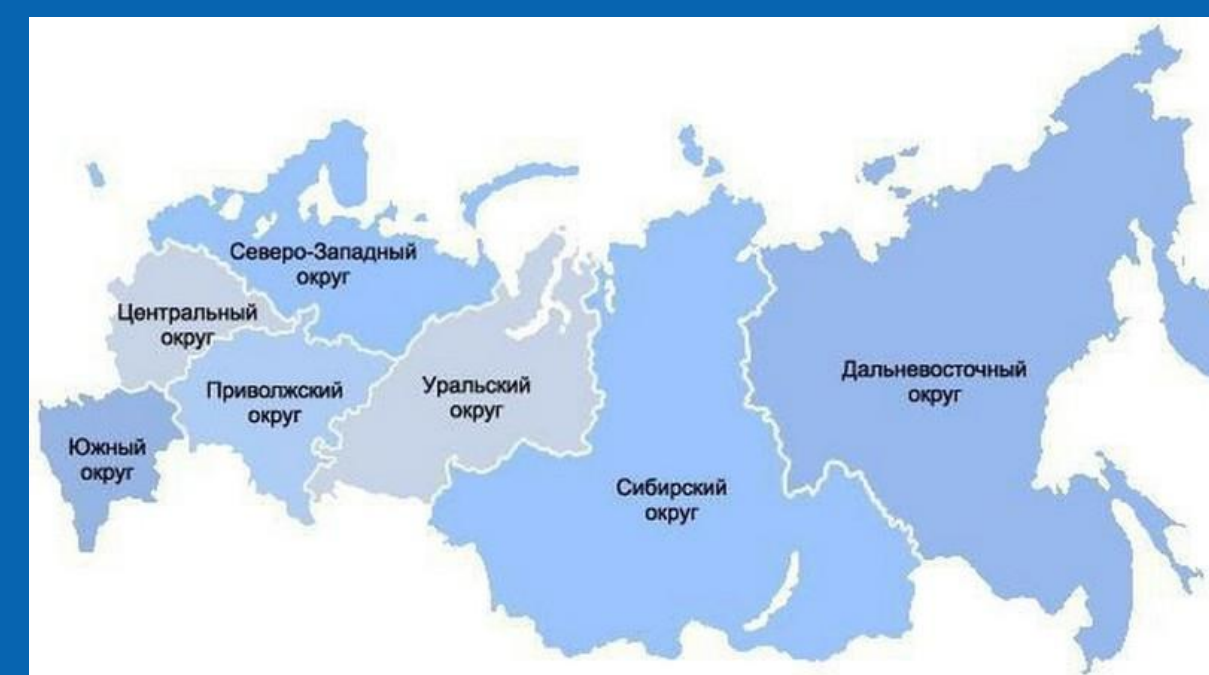 Северо-Западный
округ
Центральный
округ
Приволжский
округ
Уральский
округ
Дальневосточный
округ
Южный
округ
Сибирский
округ